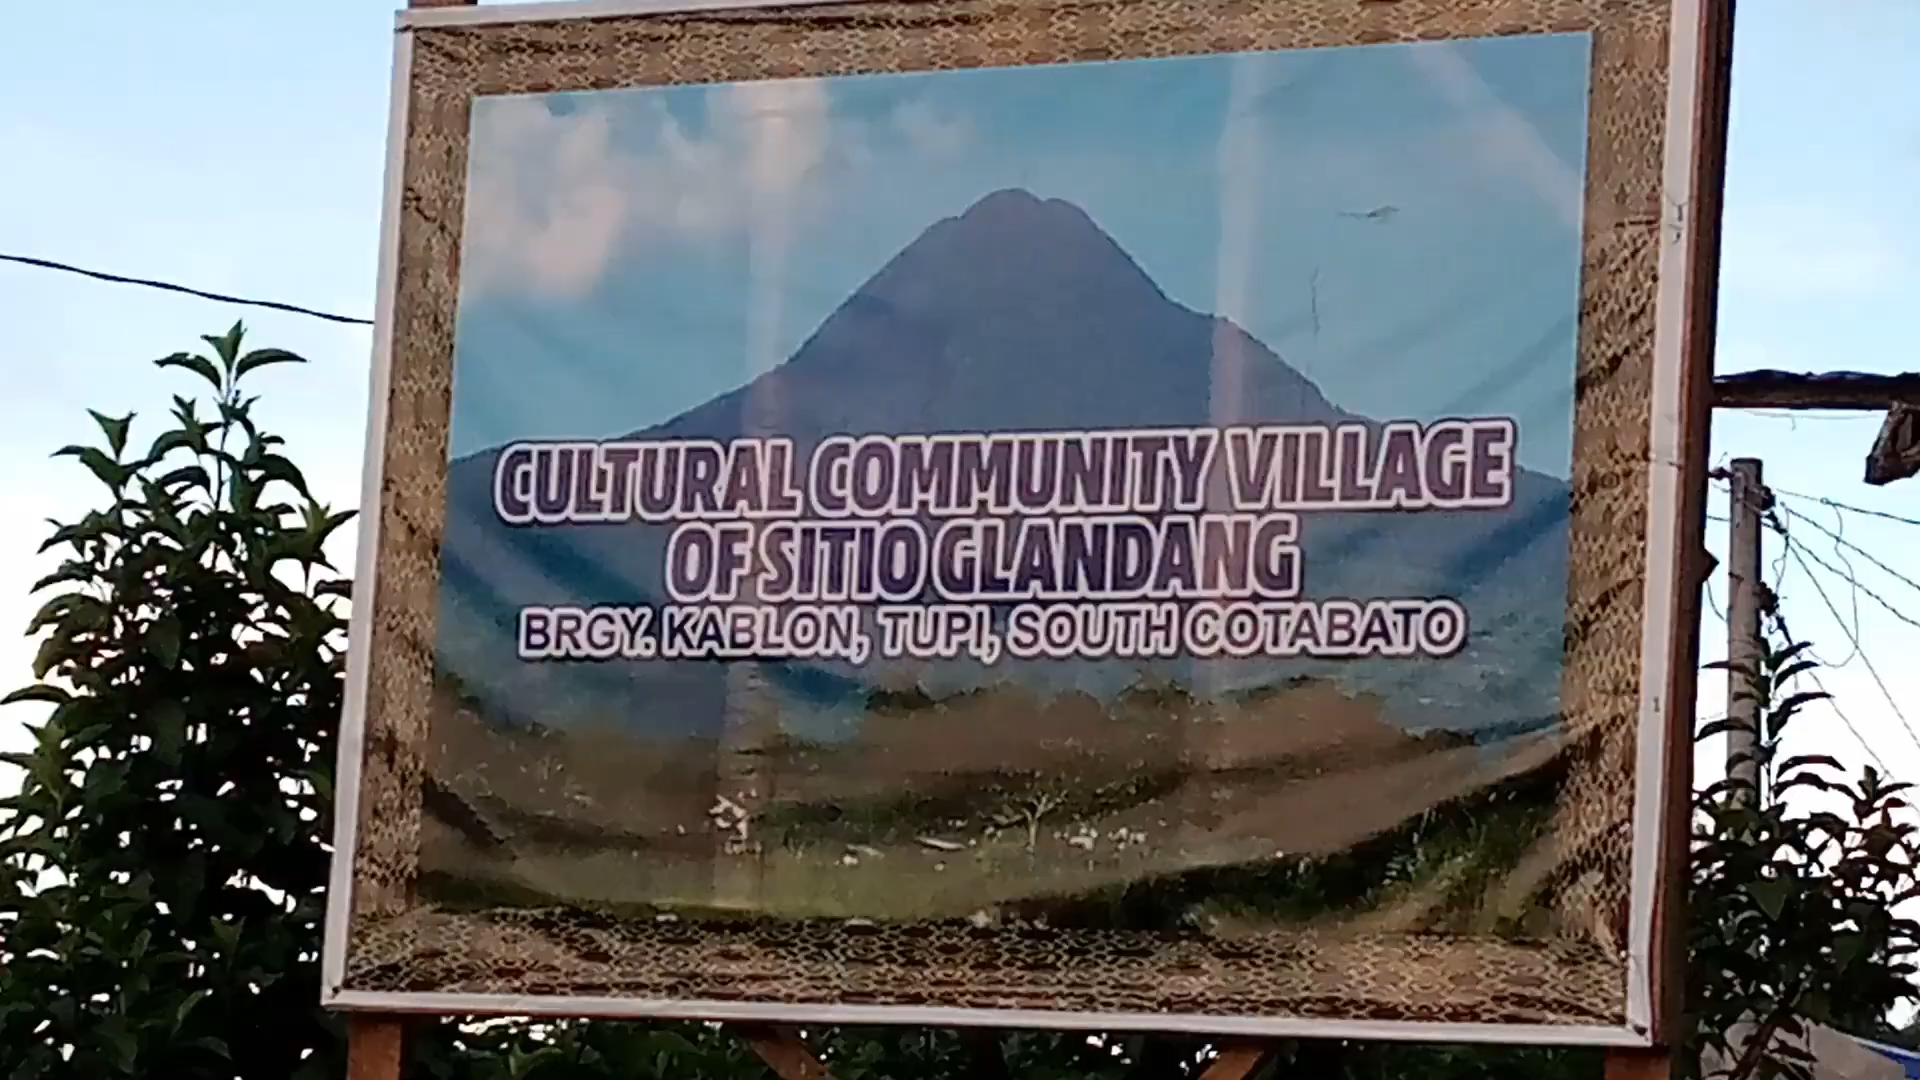 CULTURAL COMMUNITY VILLAGE
OF SITIO GLANDANG
BRGY. KABLON, TUPI, SOUTH COTABATO